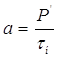 a = P' / τi